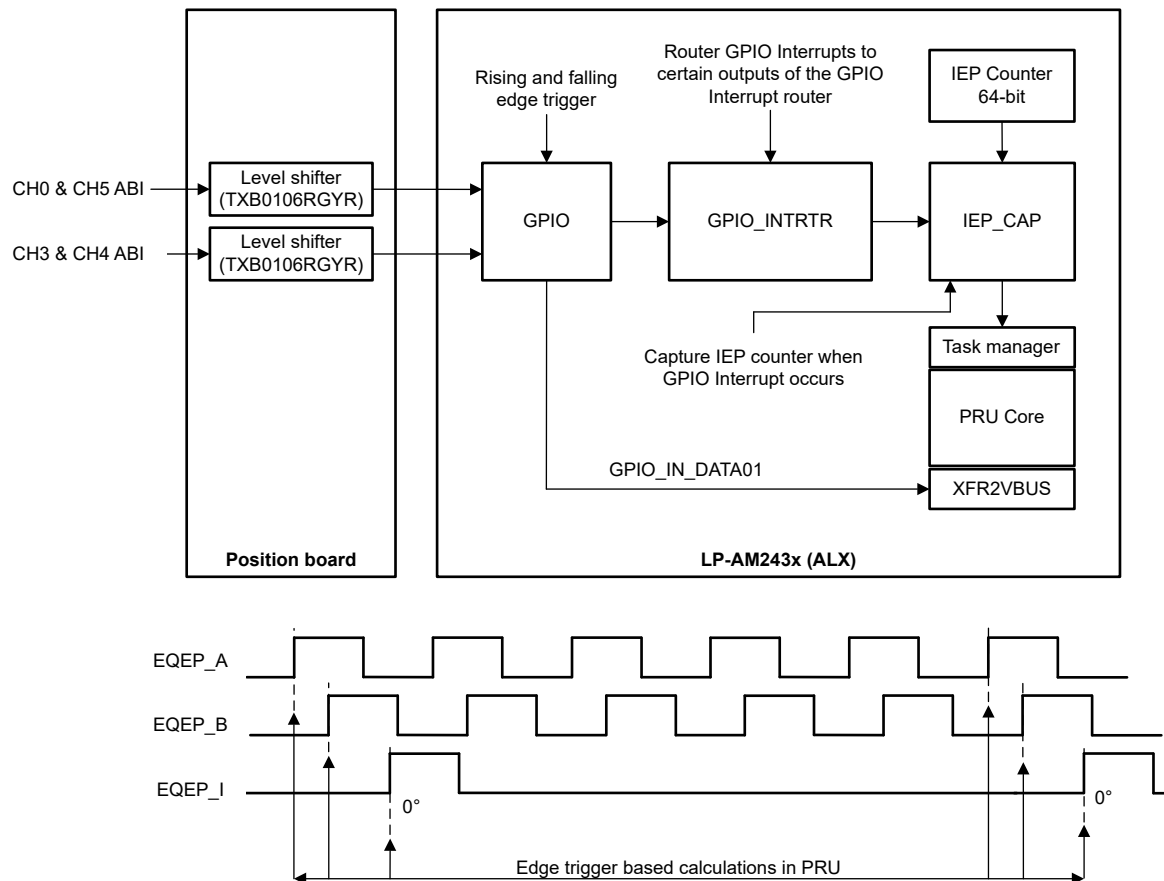 Router GPIO Interrupts to
certain outputs of the GPIO
Interrupt router
Rising and falling
edge trigger
IEP Counter
64-bit
CH0 & CH5 ABI
Level shifter
(TXB0106RGYR)
CH3 & CH4 ABI
Level shifter
(TXB0106RGYR)
GPIO
GPIO_INTRTR
IEP_CAP
Capture IEP counter when
GPIO Interrupt occurs
Task manager
PRU Core
GPIO_IN_DATA01
XFR2VBUS
Position board
LP-AM243x (ALX)
EQEP_A
EQEP_B
EQEP_I
0°
0°
Edge trigger based calculations in PRU